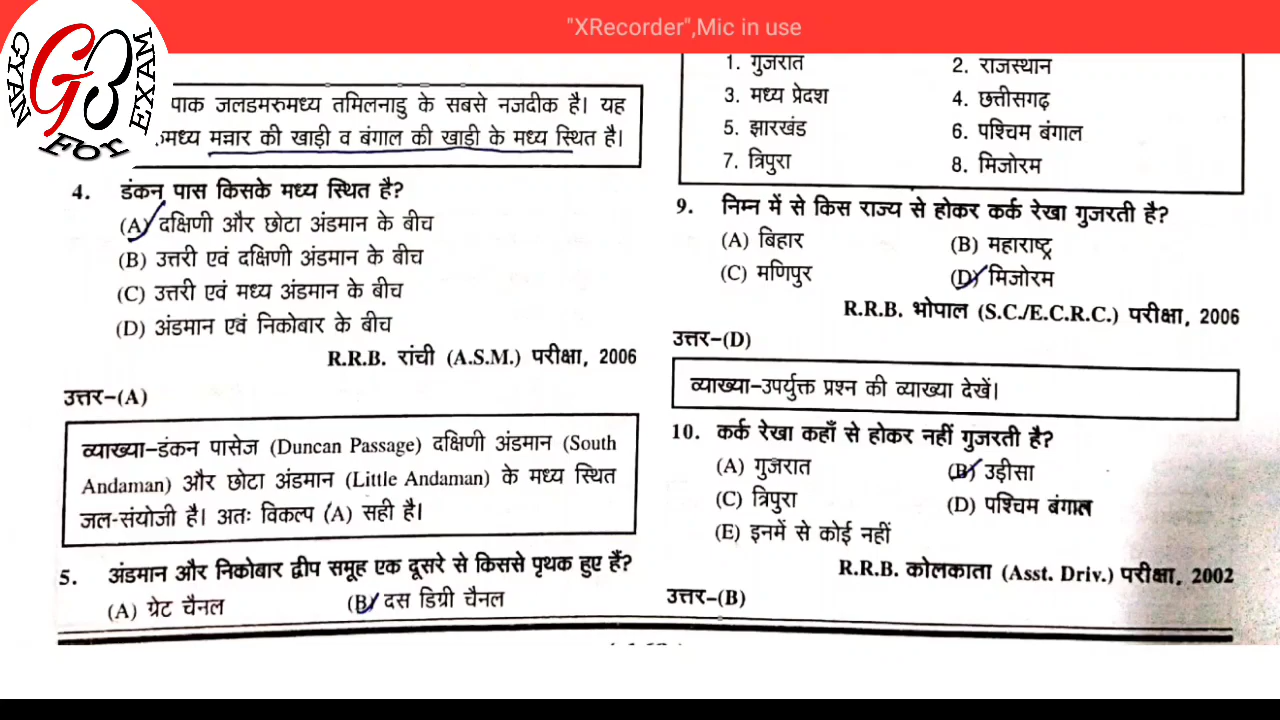 "XRecorder",Mic in use
GYAN
G3
FOR
EXAM
पाक जलडमरुमध्य तमिलनाडु के सबसे नजदीक है। यह
मन्नार की खाड़ी व बंगाल की खाड़ी के मध्य स्थित है।
4. डंकन पास किसके मध्य स्थित है?
(A) दक्षिणी और छोटा अंडमान के बीच
(B) उत्तरी एवं दक्षिणी अंडमान के बीच
(C) उत्तरी एवं मध्य अंडमान के बीच
(D) अंडमान एवं निकोबार के बीच
R.R.B. रांची (A.S.M.) परीक्षा, 2006
उत्तर–(A)
व्याख्या–डंकन पासेज (Duncan Passage) दक्षिणी अंडमान (South
Andaman) और छोटा अंडमान (Little Andaman) के मध्य स्थित
जल-संयोजी है। अतः विकल्प (A) सही है।
5. अंडमान और निकोबार द्वीप समूह एक दूसरे से किससे पृथक हुए हैं?
(A) ग्रेट चैनल (B) दस डिग्री चैनल
1. गुजरात 2. राजस्थान
3. मध्य प्रदेश 4. छत्तीसगढ़
5. झारखंड 6. पश्चिम बंगाल
7. त्रिपुरा 8. मिजोरम
9. निम्न में से किस राज्य से होकर कर्क रेखा गुजरती है?
(A) बिहार (B) महाराष्ट्र
(C) मणिपुर (D) मिजोरम
R.R.B. भोपाल (S.C./E.C.R.C.) परीक्षा, 2006
उत्तर–(D)
व्याख्या–उपर्युक्त प्रश्न की व्याख्या देखें।
10. कर्क रेखा कहाँ से होकर नहीं गुजरती है?
(A) गुजरात (B) उड़ीसा
(C) त्रिपुरा (D) पश्चिम बंगाल
(E) इनमें से कोई नहीं
R.R.B. कोलकाता (Asst. Driv.) परीक्षा, 2002
उत्तर–(B)